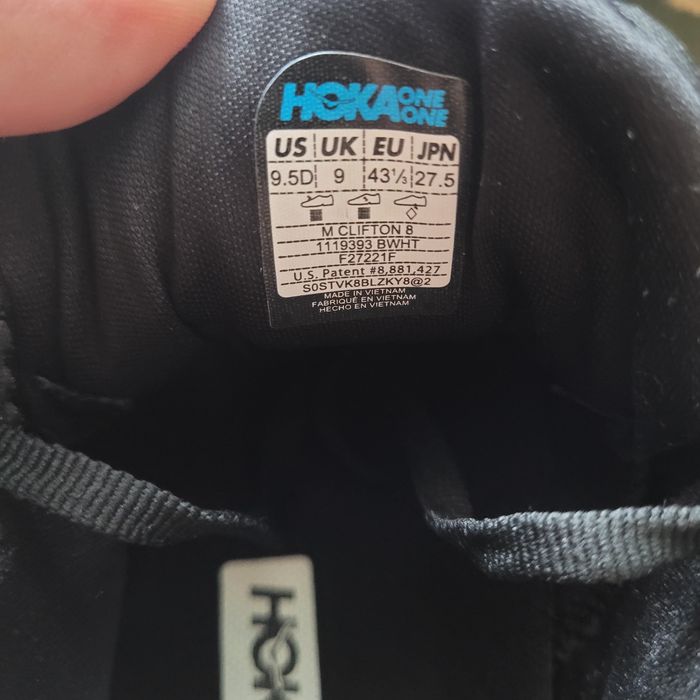 HOKA ONE ONE
US UK EU JPN
9.5D 9 43⅓ 27.5
M CLIFTON 8
1119393 BWHT
F27221F
U.S. Patent #8,881,427
S0STVK8BLZKY8@2
MADE IN VIETNAM
FABRIQUÉ EN VIETNAM
HECHO EN VIETNAM
HOK